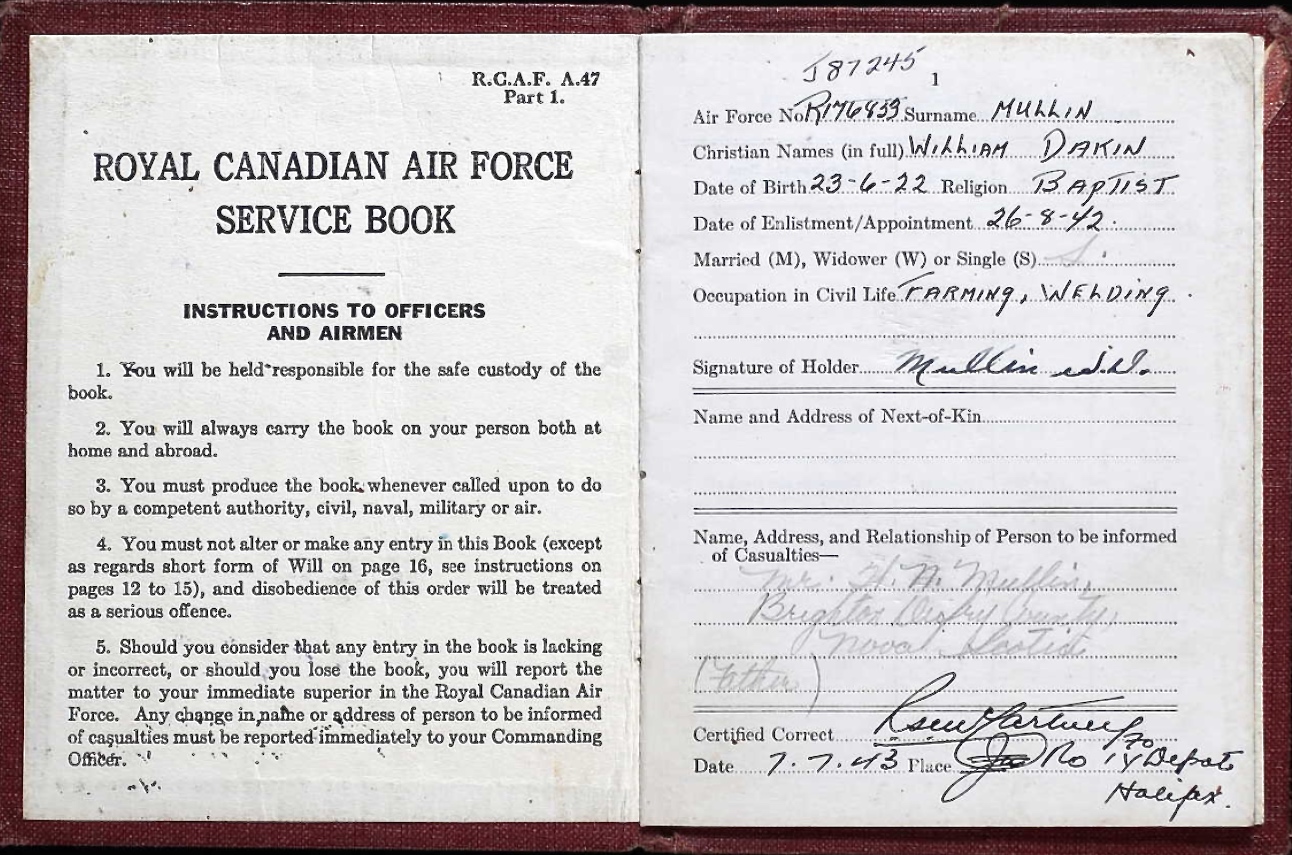 R.C.A.F. A.47
Part 1.
ROYAL CANADIAN AIR FORCE
SERVICE BOOK
INSTRUCTIONS TO OFFICERS
AND AIRMEN
1. You will be held responsible for the safe custody of the
book.
2. You will always carry the book on your person both at
home and abroad.
3. You must produce the book whenever called upon to do
so by a competent authority, civil, naval, military or air.
4. You must not alter or make any entry in this Book (except
as regards short form of Will on page 16, see instructions on
pages 12 to 15), and disobedience of this order will be treated
as a serious offence.
5. Should you consider that any entry in the book is lacking
or incorrect, or should you lose the book, you will report the
matter to your immediate superior in the Royal Canadian Air
Force. Any change in name or address of person to be informed
of casualties must be reported immediately to your Commanding
Officer.
J87245
1
Air Force No. R176839 Surname MULLIN
Christian Names (in full) WILLIAM DAKIN
Date of Birth 23-6-22 Religion BAPTIST
Date of Enlistment/Appointment 26-8-42.
Married (M), Widower (W) or Single (S) S.
Occupation in Civil Life FARMING, WELDING.
Signature of Holder Mullin W.D.
Name and Address of Next-of-Kin
Name, Address, and Relationship of Person to be informed
of Casualties—
Mr. H. N. Mullin,
Brighton County,
Nova Scotia
(Father)
Certified Correct
Date 7.7.43 Place "Y" Depot
Halifax.